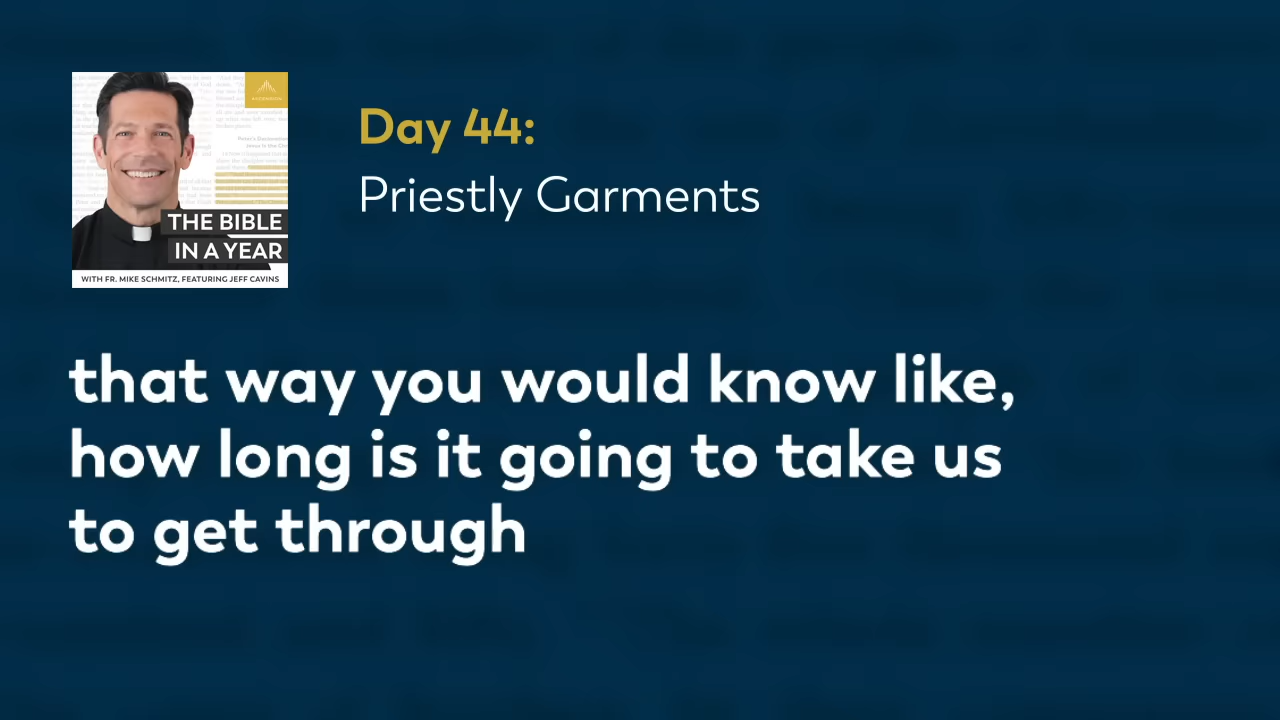 THE BIBLE
IN A YEAR
WITH FR. MIKE SCHMITZ, FEATURING JEFF CAVINS
Day 44:
Priestly Garments
that way you would know like,
how long is it going to take us
to get through